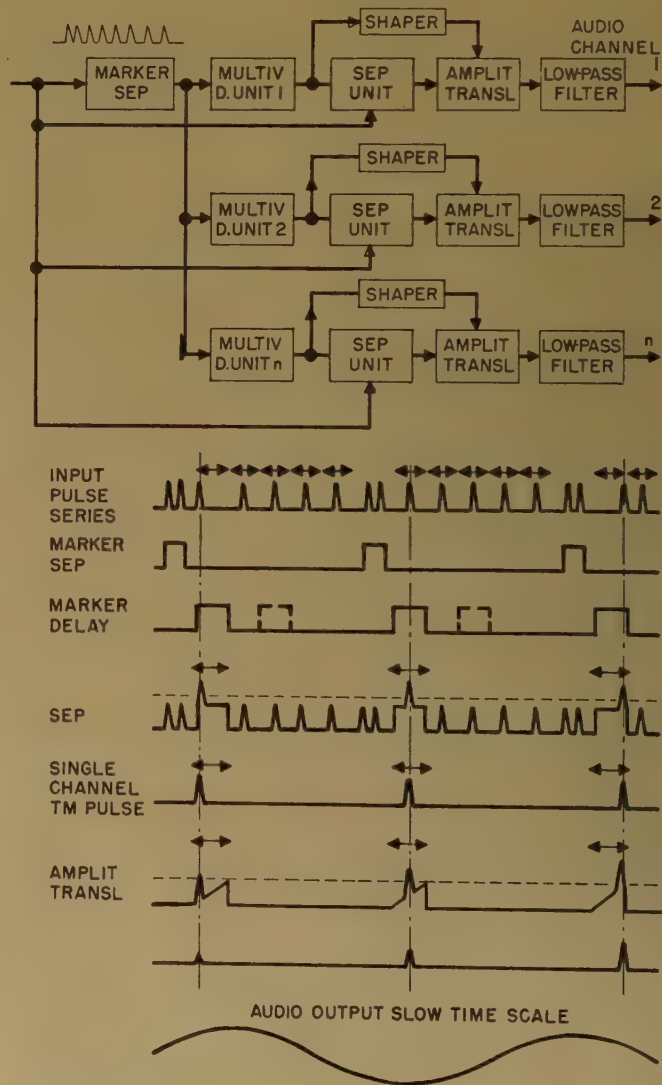 SHAPER
AUDIO
CHANNEL
1
MARKER
SEP
MULTIV
D.UNIT 1
SEP
UNIT
AMPLIT
TRANSL
LOW-PASS
FILTER
SHAPER
2
MULTIV
D.UNIT 2
SEP
UNIT
AMPLIT
TRANSL
LOW-PASS
FILTER
SHAPER
n
MULTIV
D.UNIT n
SEP
UNIT
AMPLIT
TRANSL
LOW-PASS
FILTER
INPUT
PULSE
SERIES
MARKER
SEP
MARKER
DELAY
SEP
SINGLE
CHANNEL
TM PULSE
AMPLIT
TRANSL
AUDIO OUTPUT SLOW TIME SCALE